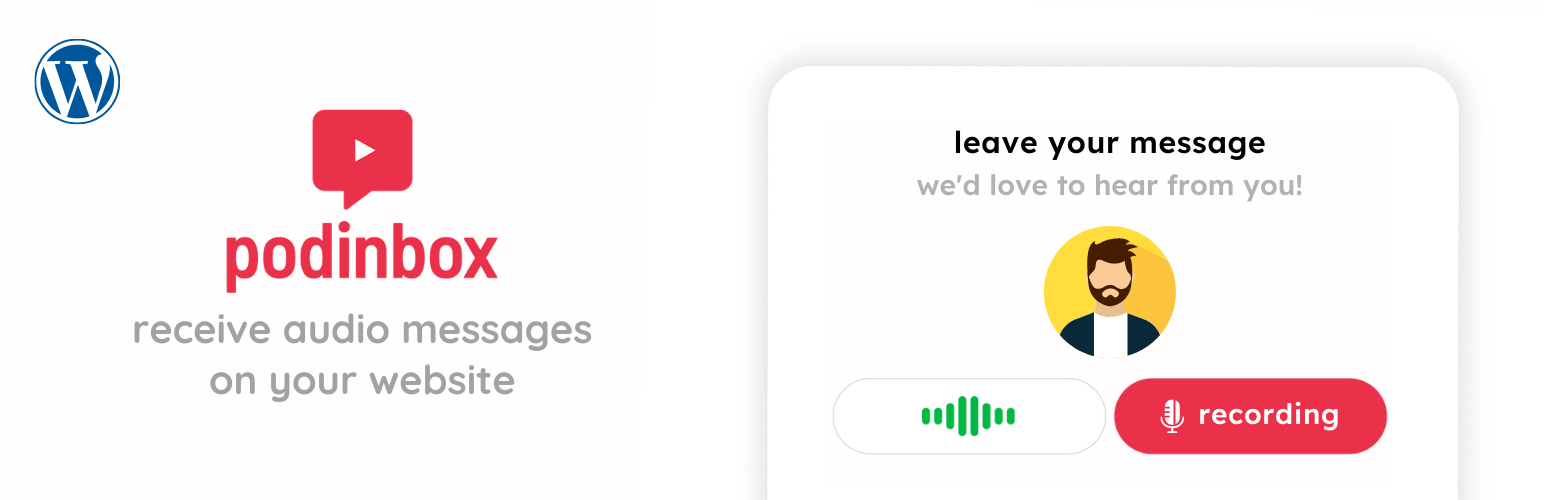 W
podinbox
receive audio messages
on your website
leave your message
we'd love to hear from you!
recording